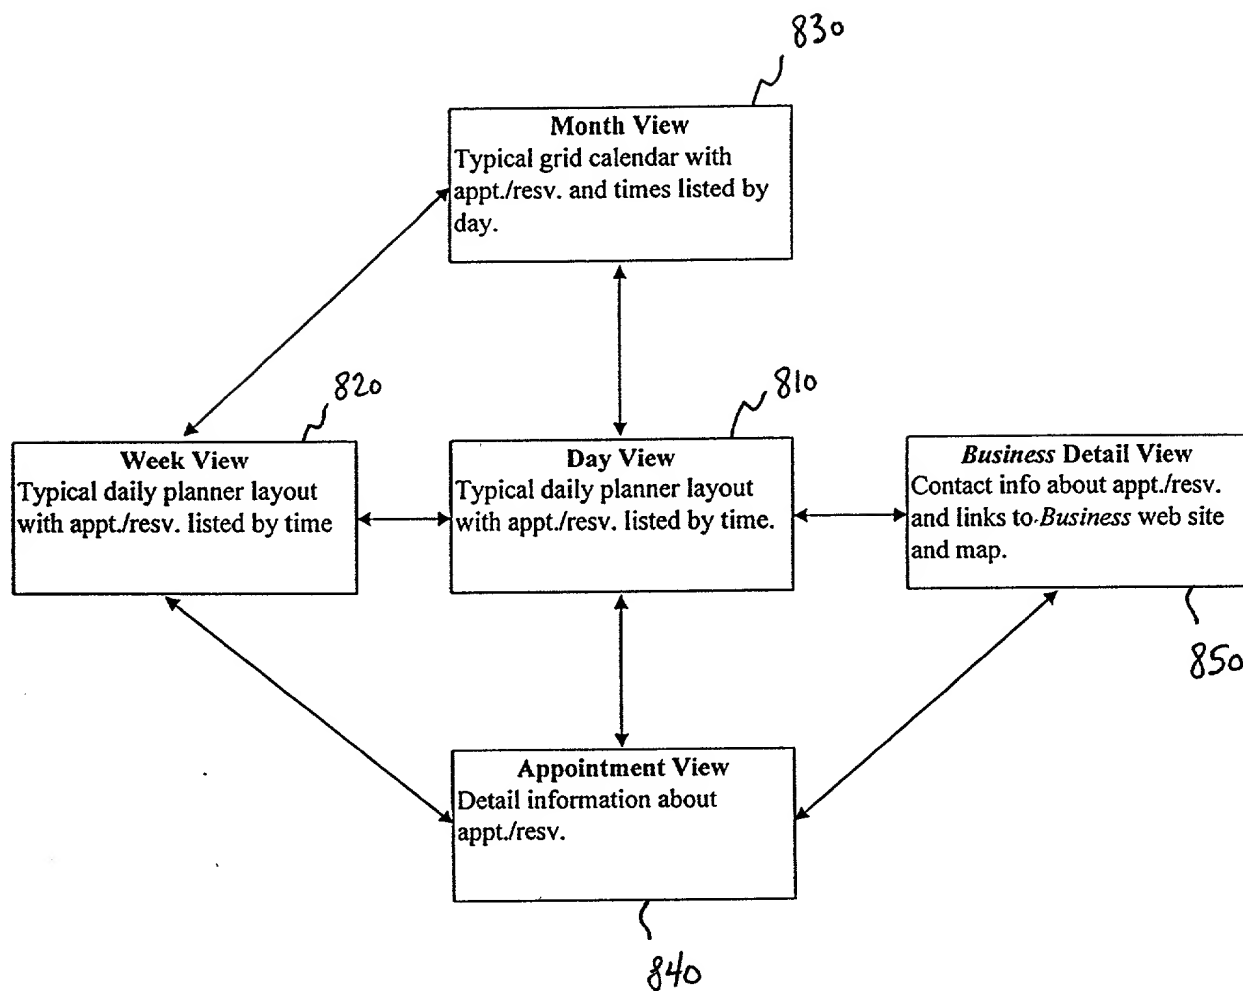 830
Month View
Typical grid calendar with
appt./resv. and times listed by
day.
820
810
Week View
Typical daily planner layout
with appt./resv. listed by time
Day View
Typical daily planner layout
with appt./resv. listed by time.
Business Detail View
Contact info about appt./resv.
and links to Business web site
and map.
850
Appointment View
Detail information about
appt./resv.
840